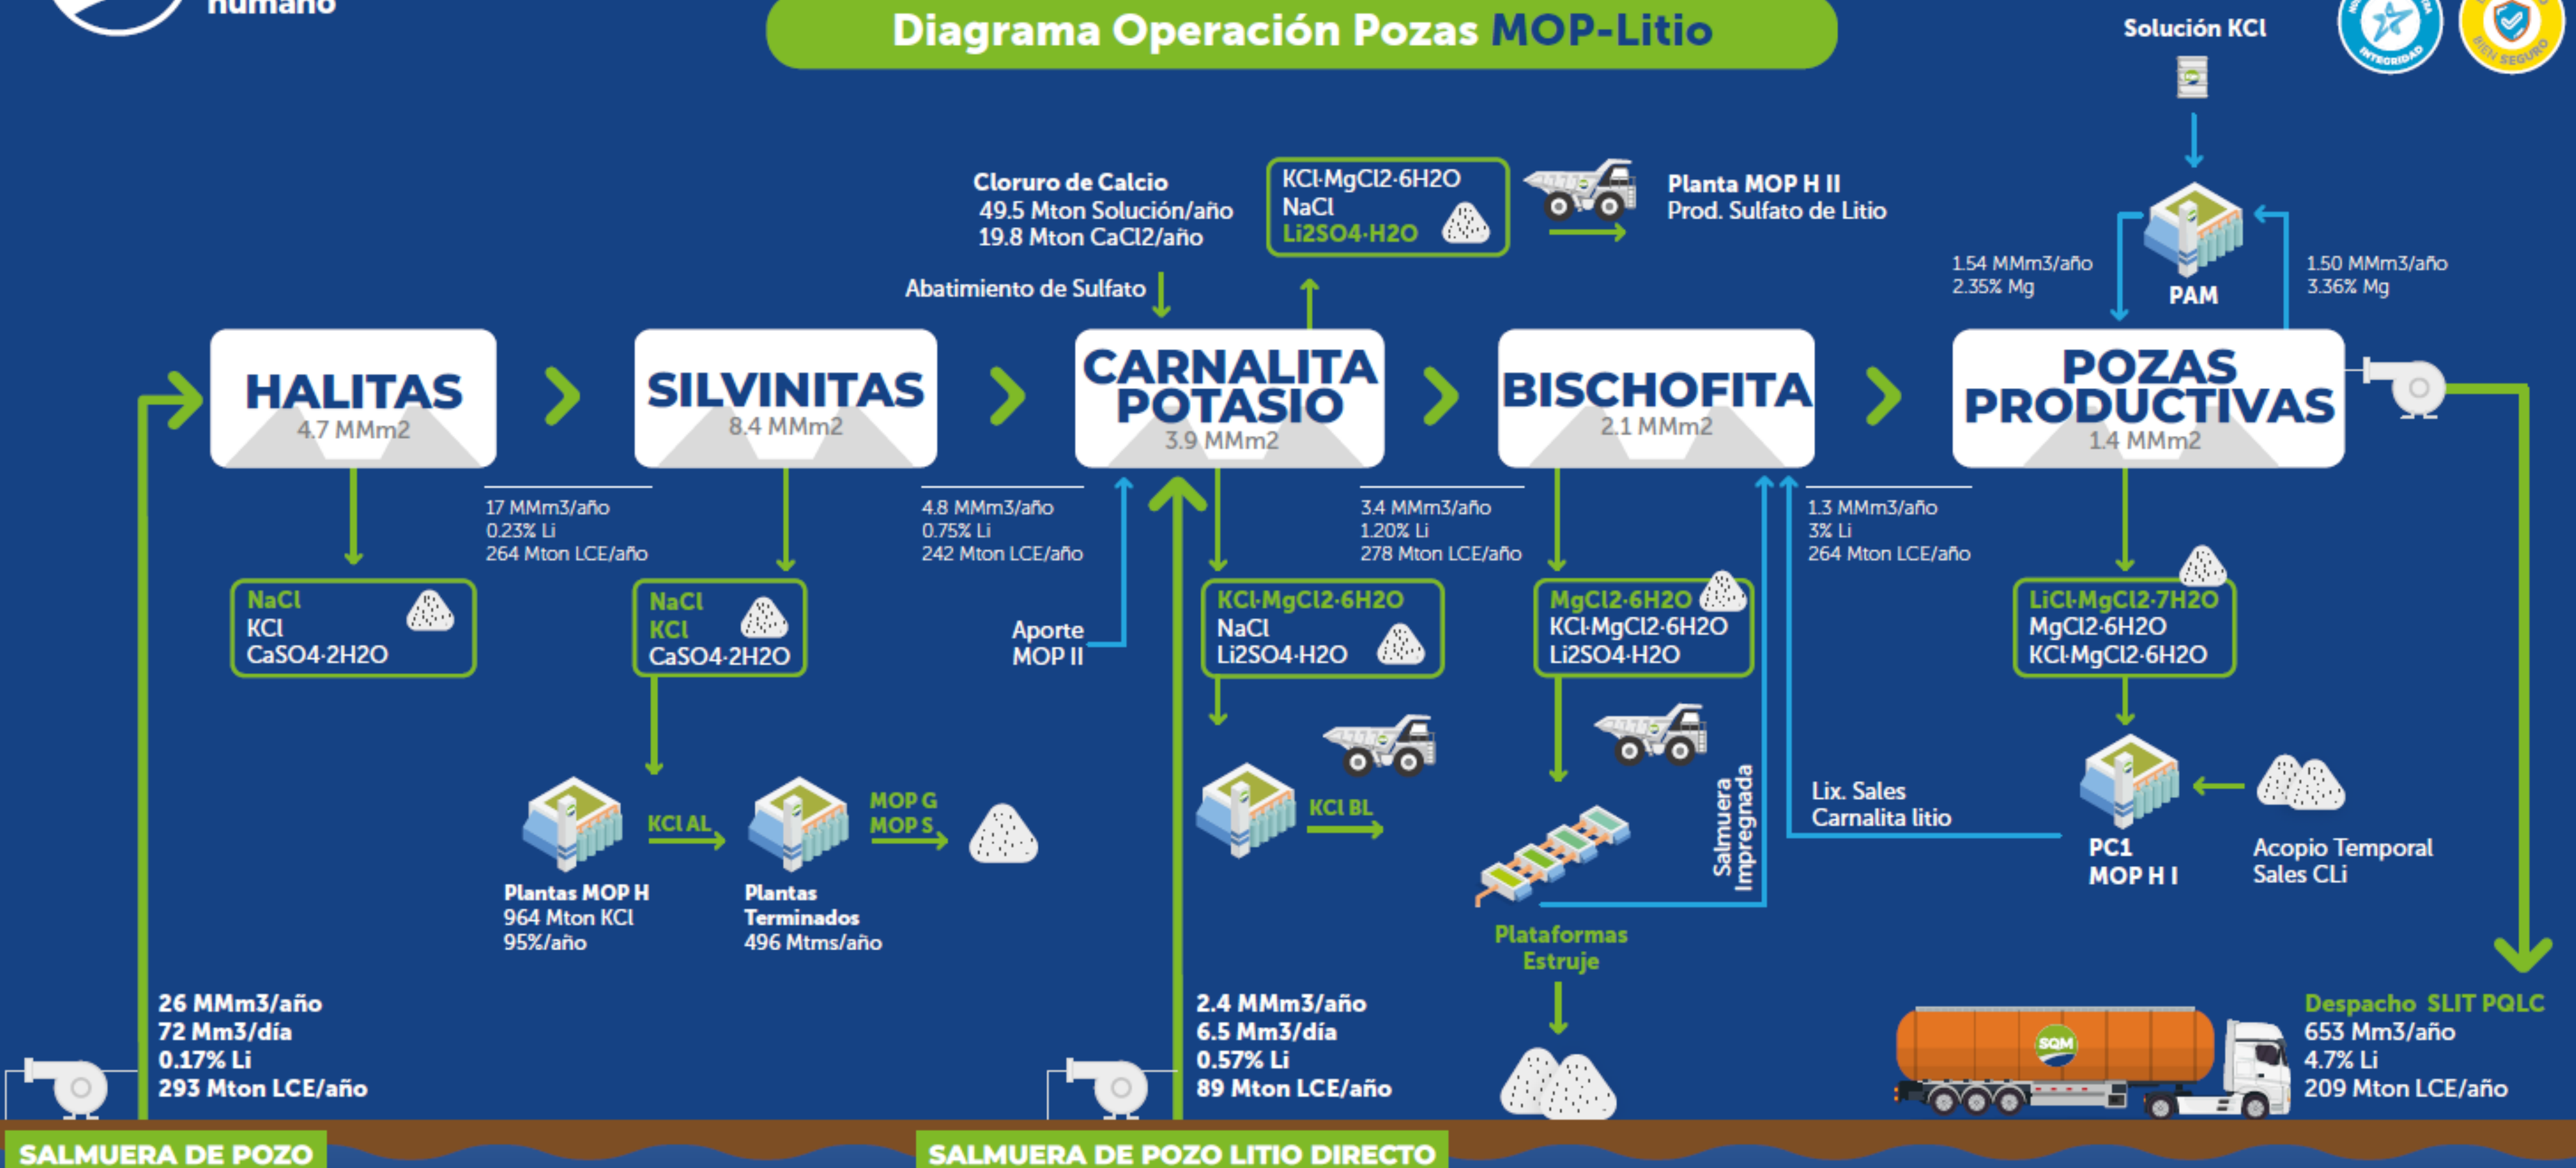 humano
Diagrama Operación Pozas MOP-Litio
Solución KCl
INTEGRIDAD
BIEN SEGURO
Cloruro de Calcio
49.5 Mton Solución/año
19.8 Mton CaCl2/año
Abatimiento de Sulfato
KCl·MgCl2·6H2O
NaCl
Li2SO4·H2O
Planta MOP H II
Prod. Sulfato de Litio
1.54 MMm3/año
2.35% Mg
PAM
1.50 MMm3/año
3.36% Mg
HALITAS
4.7 MMm2
SILVINITAS
8.4 MMm2
CARNALITA
POTASIO
3.9 MMm2
BISCHOFITA
2.1 MMm2
POZAS
PRODUCTIVAS
1.4 MMm2
17 MMm3/año
0.23% Li
264 Mton LCE/año
4.8 MMm3/año
0.75% Li
242 Mton LCE/año
3.4 MMm3/año
1.20% Li
278 Mton LCE/año
1.3 MMm3/año
3% Li
264 Mton LCE/año
NaCl
KCl
CaSO4·2H2O
NaCl
KCl
CaSO4·2H2O
Aporte
MOP II
KCl·MgCl2·6H2O
NaCl
Li2SO4·H2O
MgCl2·6H2O
KCl·MgCl2·6H2O
Li2SO4·H2O
LiCl·MgCl2·7H2O
MgCl2·6H2O
KCl·MgCl2·6H2O
KCl AL
MOP G
MOP S
KCl BL
Salmuera
Impregnada
Lix. Sales
Carnalita litio
PC1
MOP H I
Acopio Temporal
Sales CLi
Plantas MOP H
964 Mton KCl
95%/año
Plantas
Terminados
496 Mtms/año
Plataformas
Estruje
26 MMm3/año
72 Mm3/día
0.17% Li
293 Mton LCE/año
2.4 MMm3/año
6.5 Mm3/día
0.57% Li
89 Mton LCE/año
SQM
Despacho SLIT PQLC
653 Mm3/año
4.7% Li
209 Mton LCE/año
SALMUERA DE POZO
SALMUERA DE POZO LITIO DIRECTO